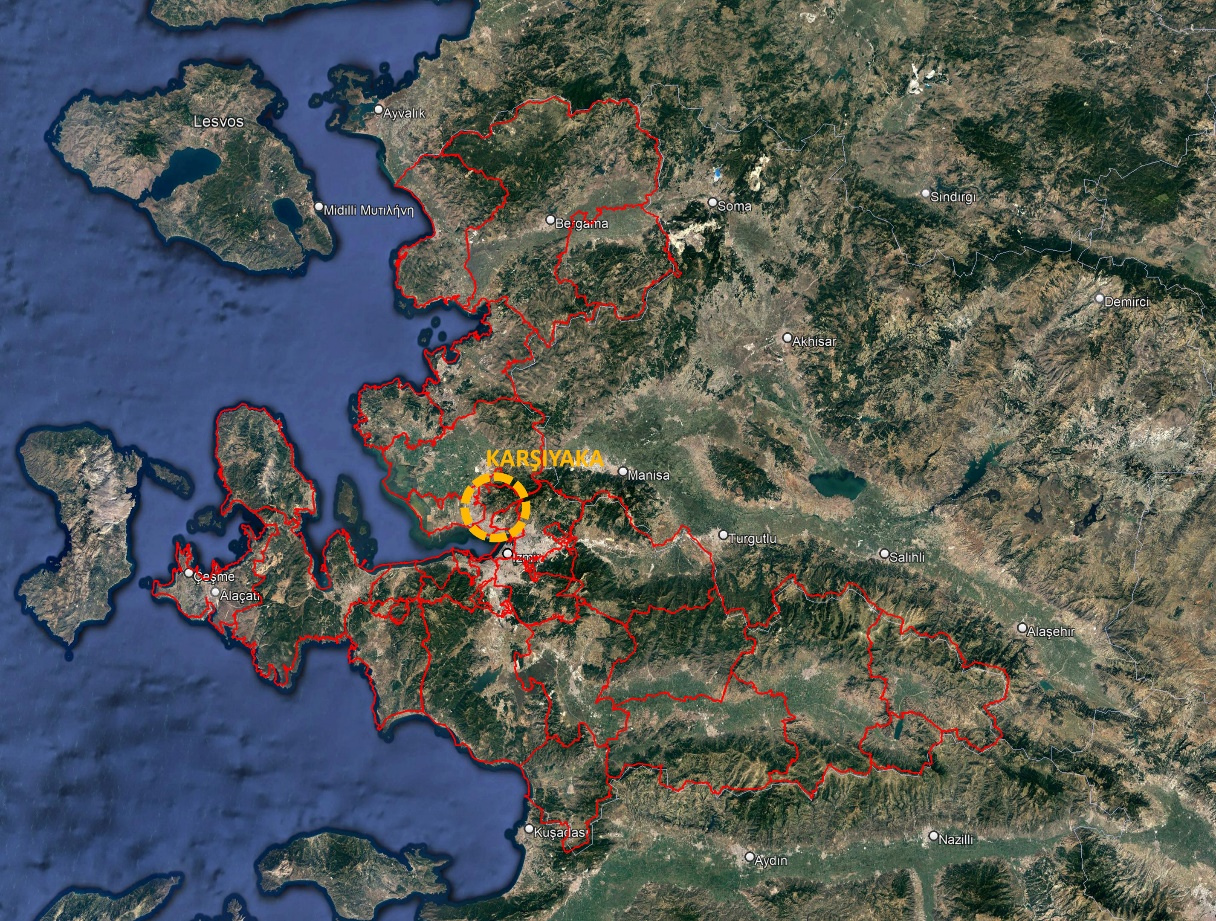 Ayvalık
Lesvos
Midilli Μυτιλήνη
Soma
Sındırgı
Bergama
Demirci
Akhisar
KARŞIYAKA
Manisa
Turgutlu
Salihli
İzmir
Çeşme
Alaçatı
Alaşehir
Kuşadası
Nazilli
Aydın